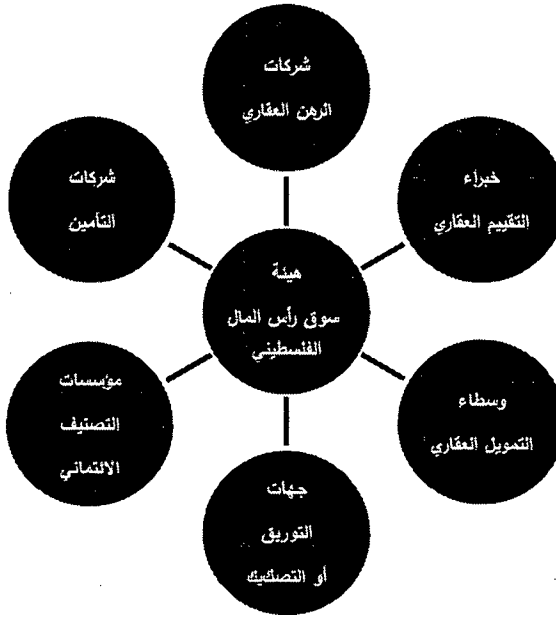 شركات
الرهن العقاري
خبراء
التقييم العقاري
وسطاء
التمويل العقاري
جهات
التوريق
أو التصكيك
مؤسسات
التصنيف
الائتماني
شركات
التأمين
هيئة
سوق رأس المال
الفلسطيني